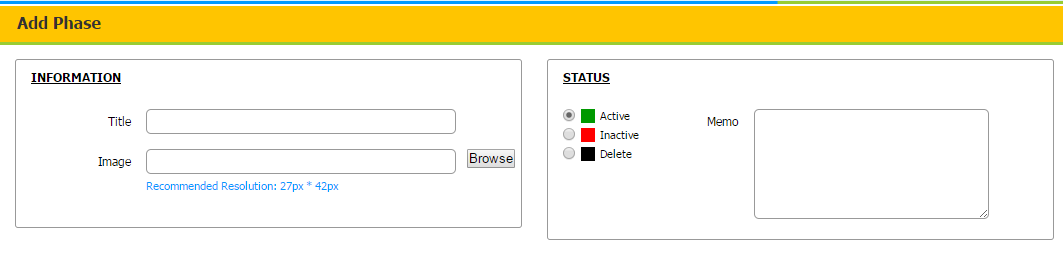 Add Phase
INFORMATION
Title
Image
Browse
Recommended Resolution: 27px * 42px
STATUS
Active
Inactive
Delete
Memo